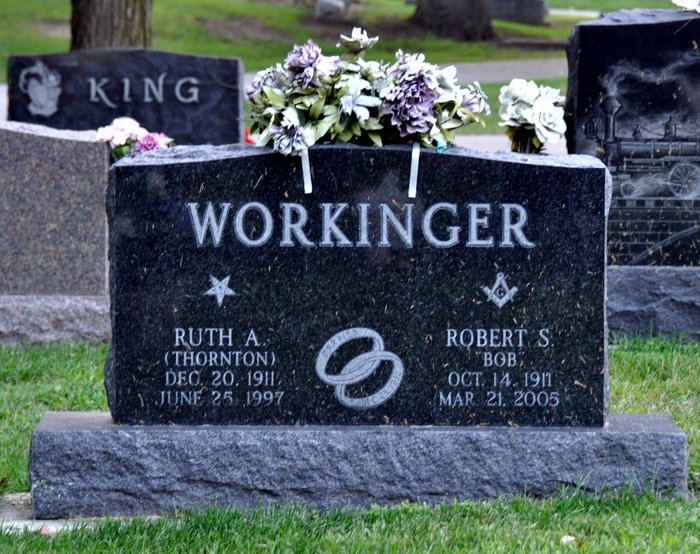 KING
WORKINGER
RUTH A.
(THORNTON)
DEC. 20, 1911
JUNE 25, 1997
ROBERT S.
"BOB"
OCT. 14, 1911
MAR. 21, 2005
G